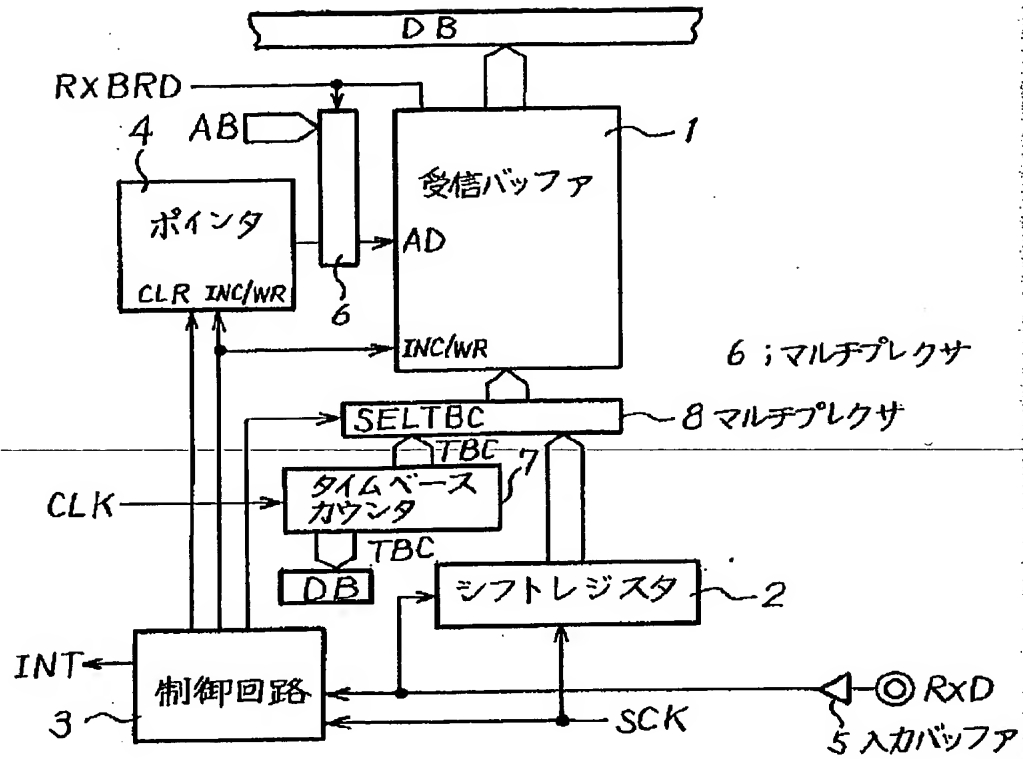 DB
RXBRD
AB
4
1
受信バッファ
ポインタ
AD
CLR INC/WR
6
INC/WR
6;マルチプレクサ
SELTBC
8 マルチプレクサ
TBC
7
タイムベース
カウンタ
CLK
TBC
DB
シフトレジスタ
2
INT
制御回路
RXD
3
SCK
5 入力バッファ